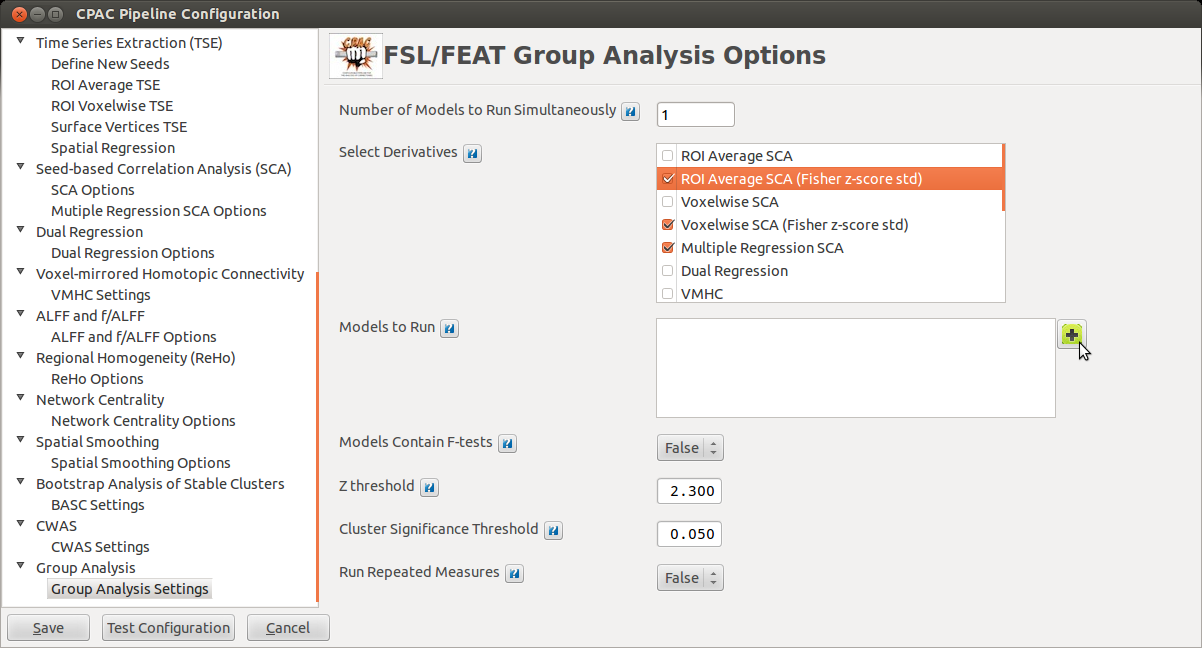 CPAC Pipeline Configuration
Time Series Extraction (TSE)
Define New Seeds
ROI Average TSE
ROI Voxelwise TSE
Surface Vertices TSE
Spatial Regression
Seed-based Correlation Analysis (SCA)
SCA Options
Mutiple Regression SCA Options
Dual Regression
Dual Regression Options
Voxel-mirrored Homotopic Connectivity
VMHC Settings
ALFF and f/ALFF
ALFF and f/ALFF Options
Regional Homogeneity (ReHo)
ReHo Options
Network Centrality
Network Centrality Options
Spatial Smoothing
Spatial Smoothing Options
Bootstrap Analysis of Stable Clusters
BASC Settings
CWAS
CWAS Settings
Group Analysis
Group Analysis Settings
Save
Test Configuration
Cancel
CPAC
FSL/FEAT Group Analysis Options
Number of Models to Run Simultaneously ? 1
Select Derivatives ?
ROI Average SCA
ROI Average SCA (Fisher z-score std)
Voxelwise SCA
Voxelwise SCA (Fisher z-score std)
Multiple Regression SCA
Dual Regression
VMHC
Models to Run ?
Models Contain F-tests ? False
Z threshold ? 2.300
Cluster Significance Threshold ? 0.050
Run Repeated Measures ? False